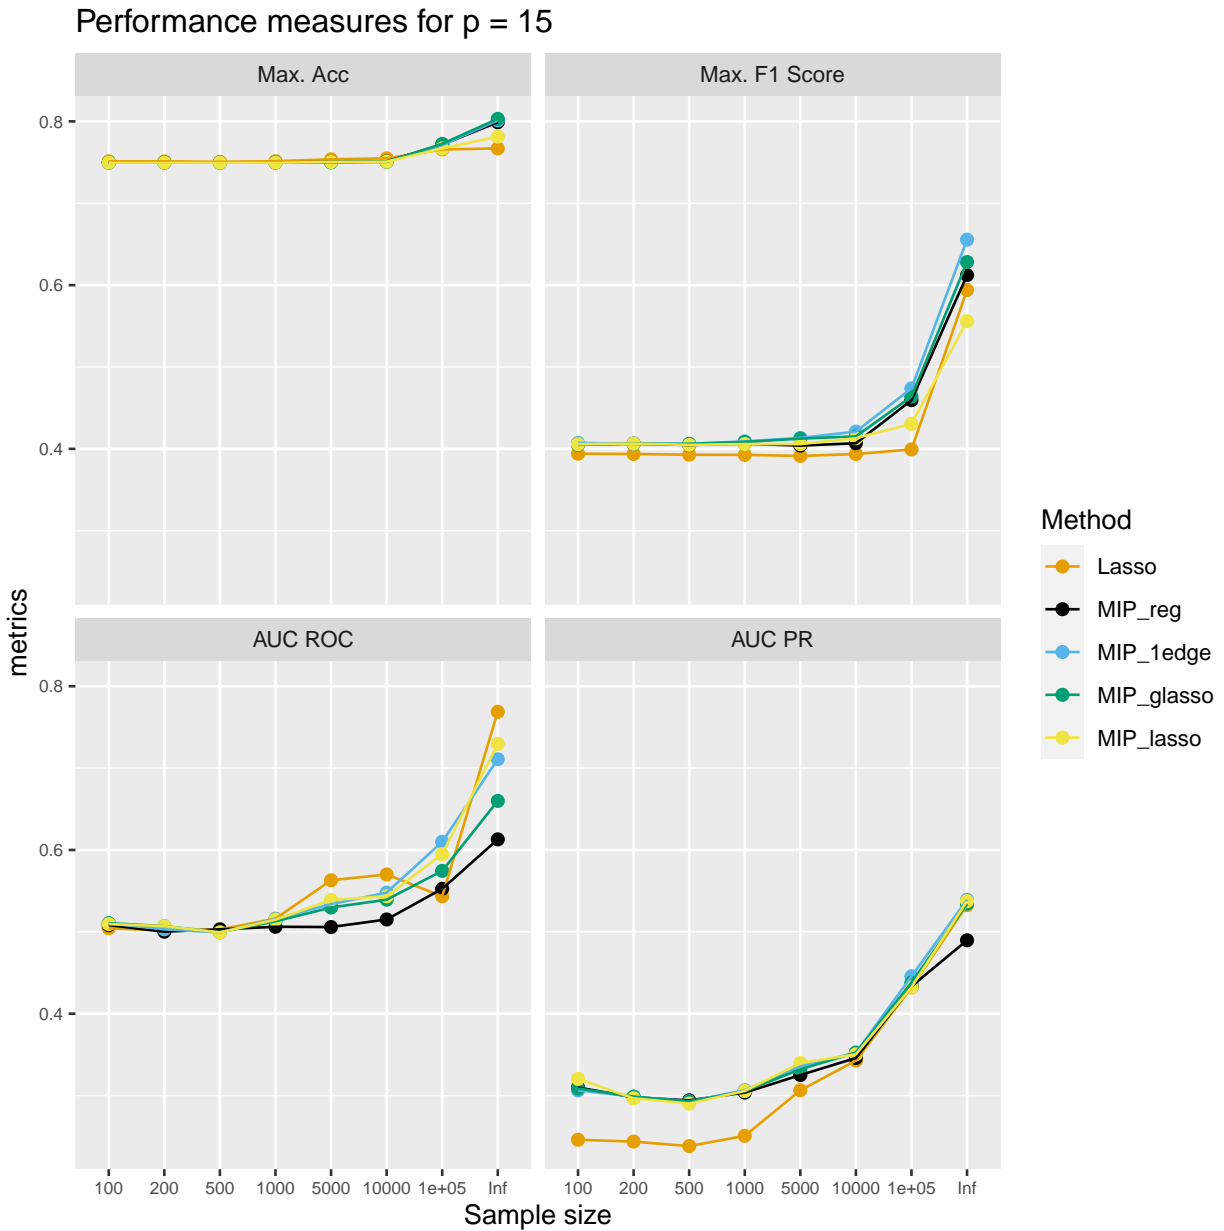 Performance measures for p = 15
Max. Acc
Max. F1 Score
0.8
0.6
0.4
metrics
AUC ROC
AUC PR
0.8
0.6
0.4
100 200 500 1000 5000 10000 1e+05 Inf
100 200 500 1000 5000 10000 1e+05 Inf
Sample size
Method
Lasso
MIP_reg
MIP_1edge
MIP_glasso
MIP_lasso